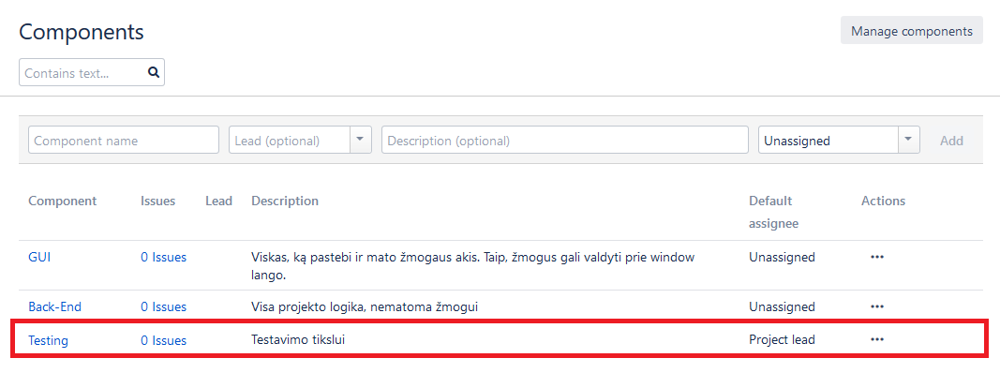 Components
Manage components
Contains text...
Component name
Lead (optional)
Description (optional)
Unassigned
Add
Component Issues Lead Description Default assignee Actions
GUI 0 Issues Viskas, ką pastebi ir mato žmogaus akis. Taip, žmogus gali valdyti prie window Unassigned
lango.
Back-End 0 Issues Visa projekto logika, nematoma žmogui Unassigned
Testing 0 Issues Testavimo tikslui Project lead